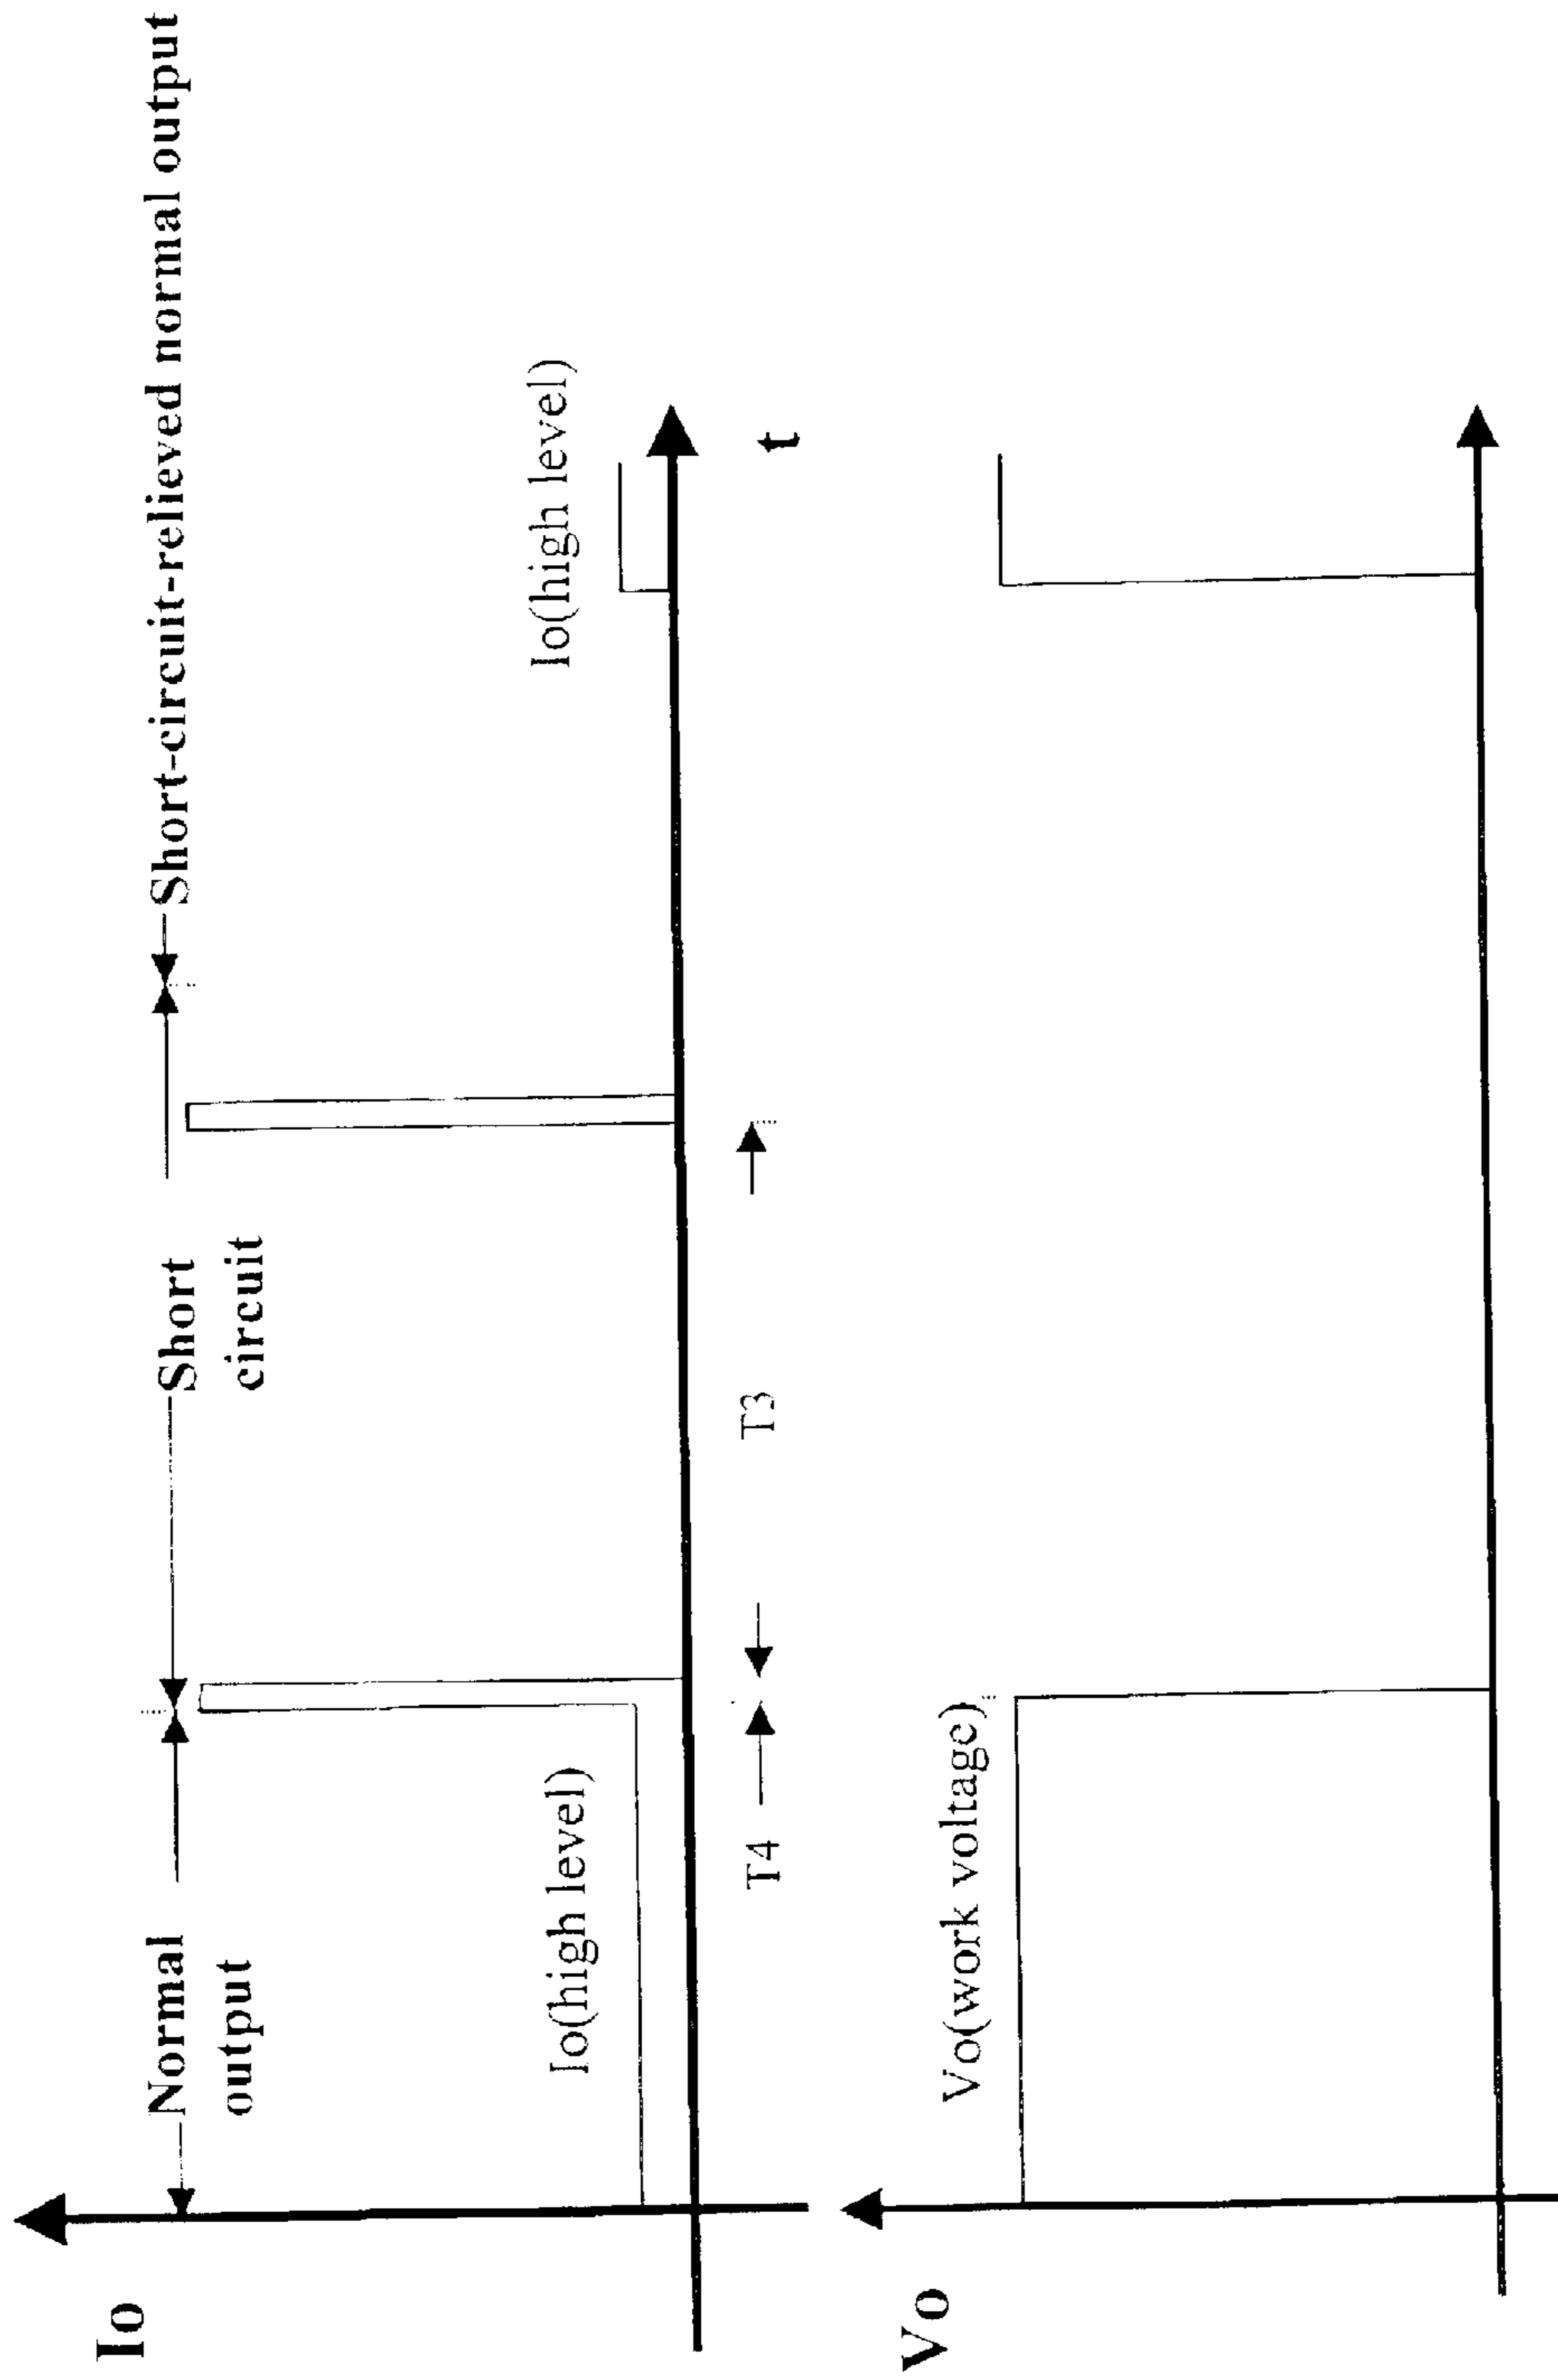 Io
Normal
output
Short
circuit
Short-circuit-relieved normal output
Io(high level)
Io(high level)
T4
T3
t
Vo
Vo(work voltage)